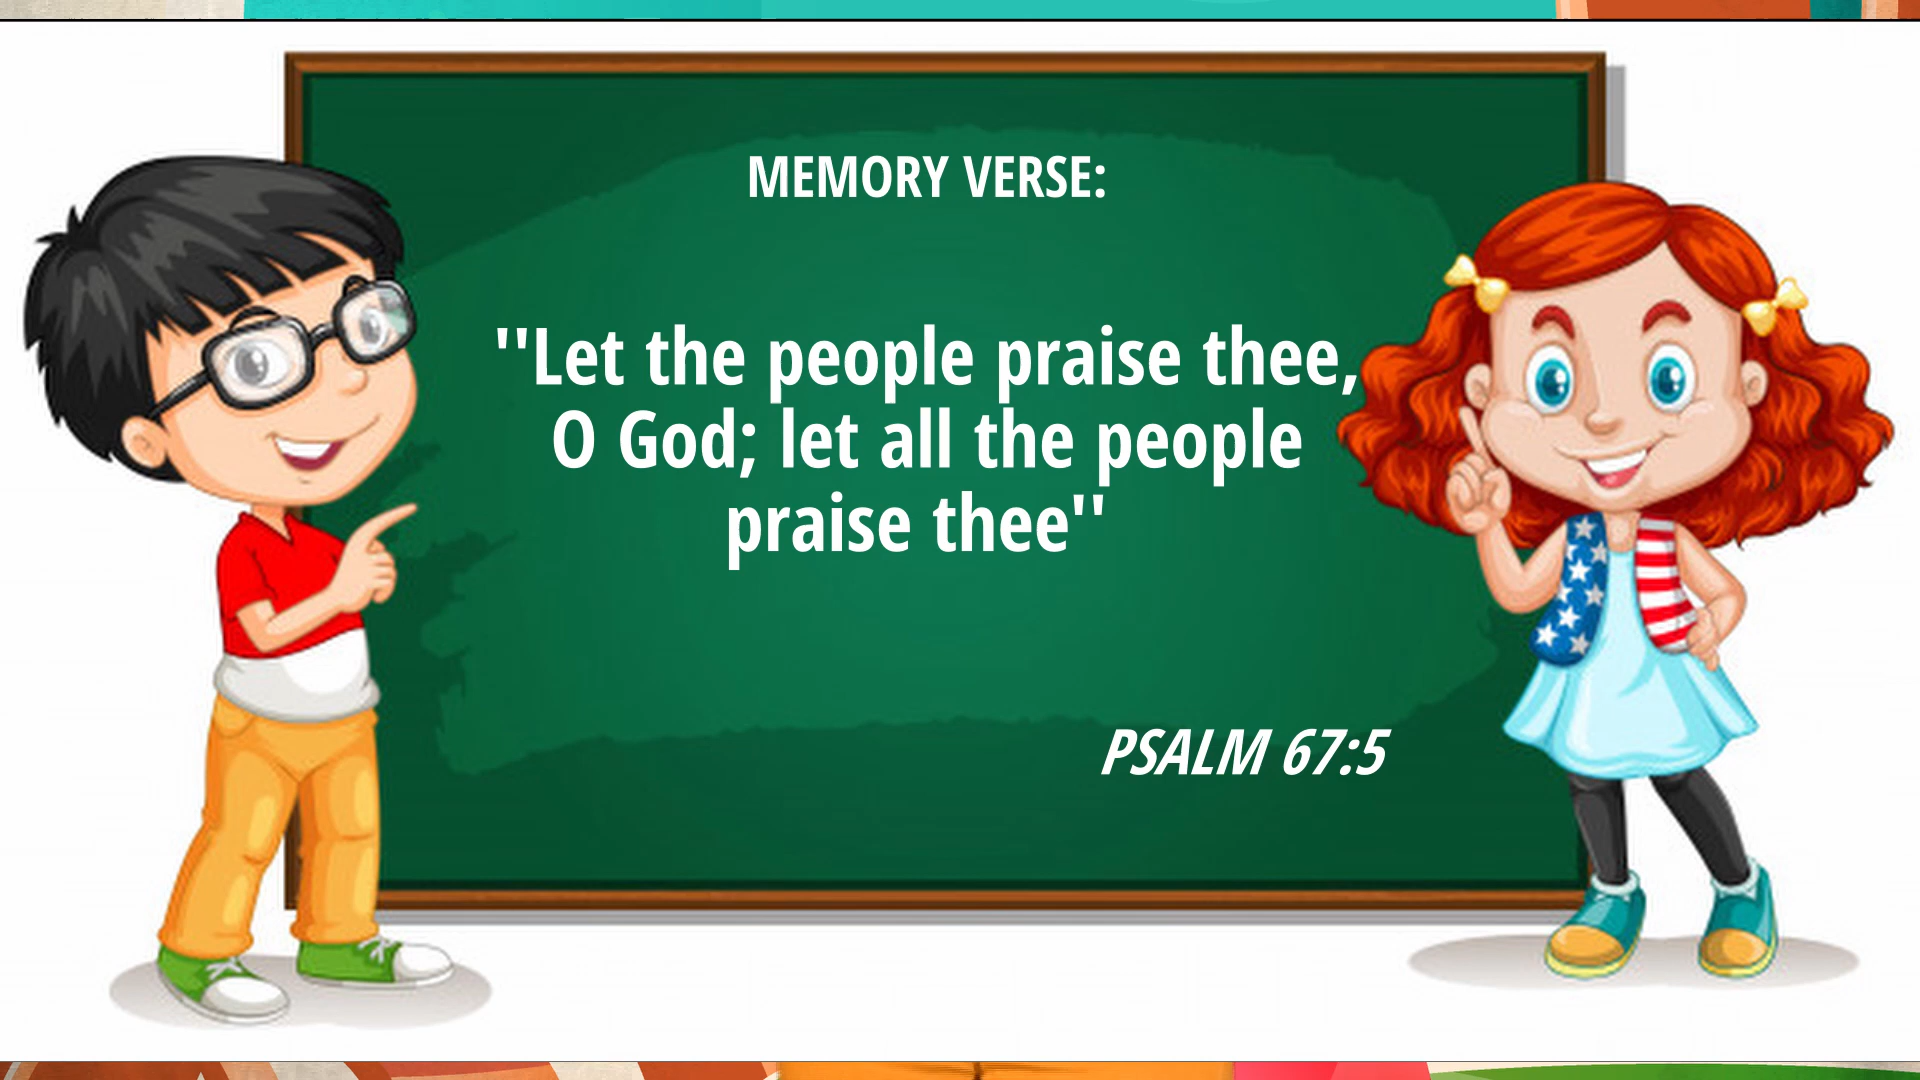 MEMORY VERSE:
''Let the people praise thee,
O God; let all the people
praise thee''
PSALM 67:5